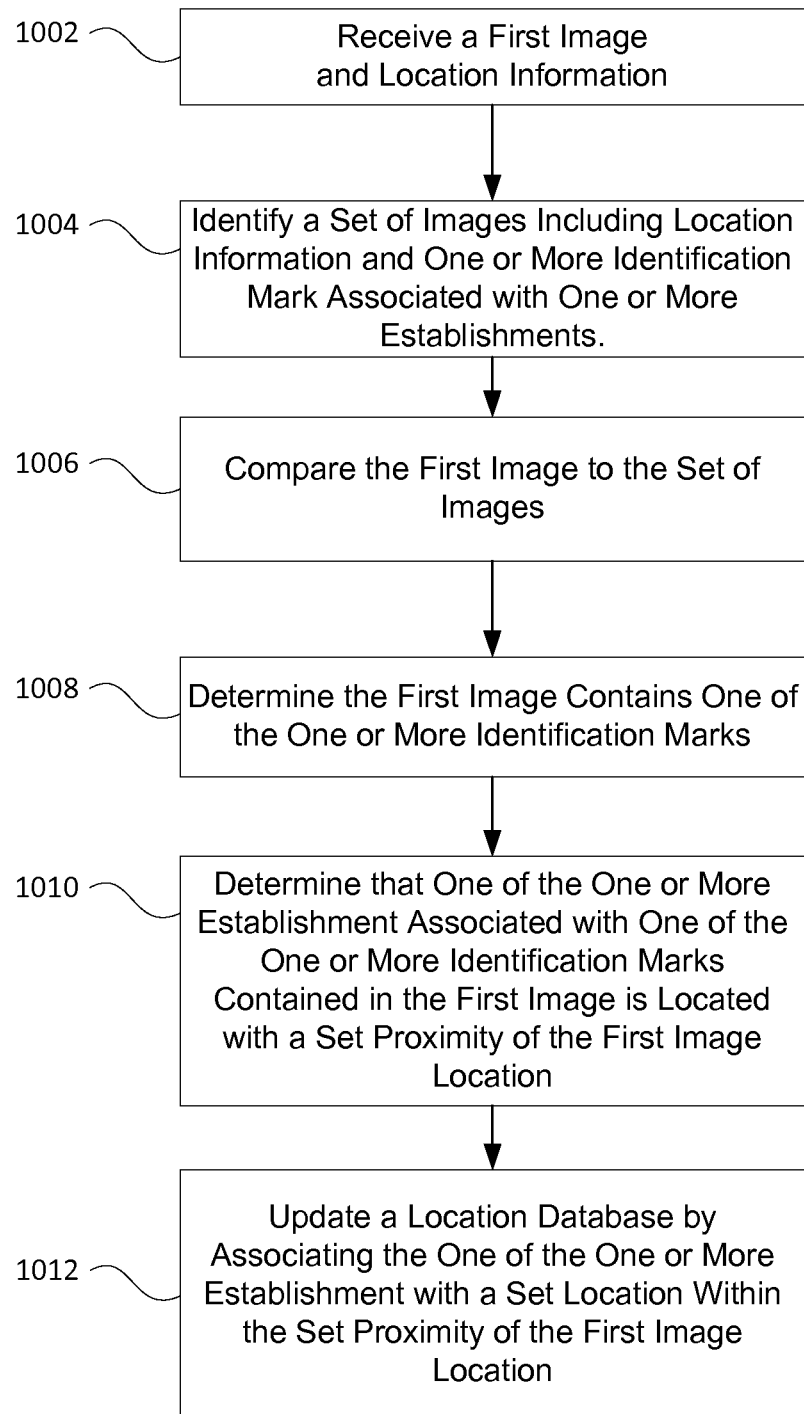 1002
Receive a First Image
and Location Information
1004
Identify a Set of Images Including Location
Information and One or More Identification
Mark Associated with One or More
Establishments.
1006
Compare the First Image to the Set of
Images
1008
Determine the First Image Contains One of
the One or More Identification Marks
1010
Determine that One of the One or More
Establishment Associated with One of the
One or More Identification Marks
Contained in the First Image is Located
with a Set Proximity of the First Image
Location
1012
Update a Location Database by
Associating the One of the One or More
Establishment with a Set Location Within
the Set Proximity of the First Image
Location